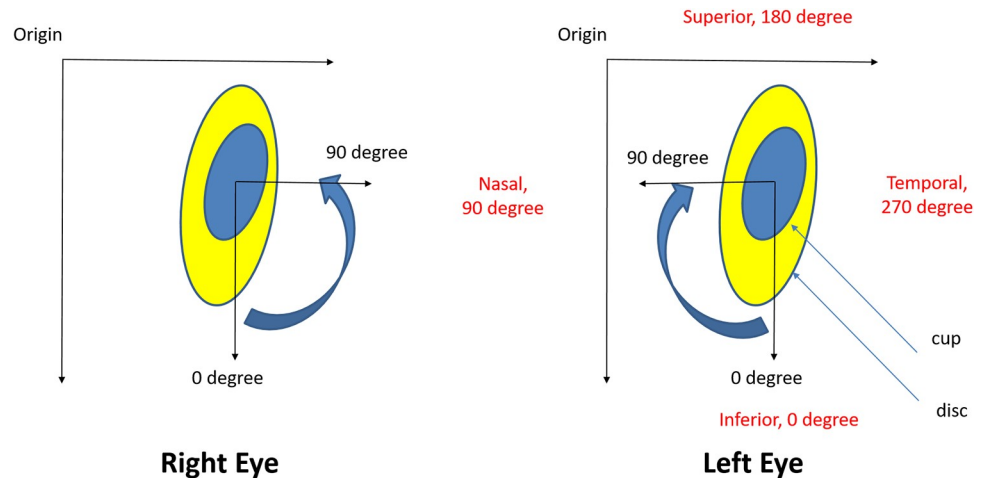 Superior, 180 degree
Origin
Origin
90 degree
90 degree
Nasal,
90 degree
Temporal,
270 degree
cup
0 degree
0 degree
disc
Inferior, 0 degree
Right Eye
Left Eye